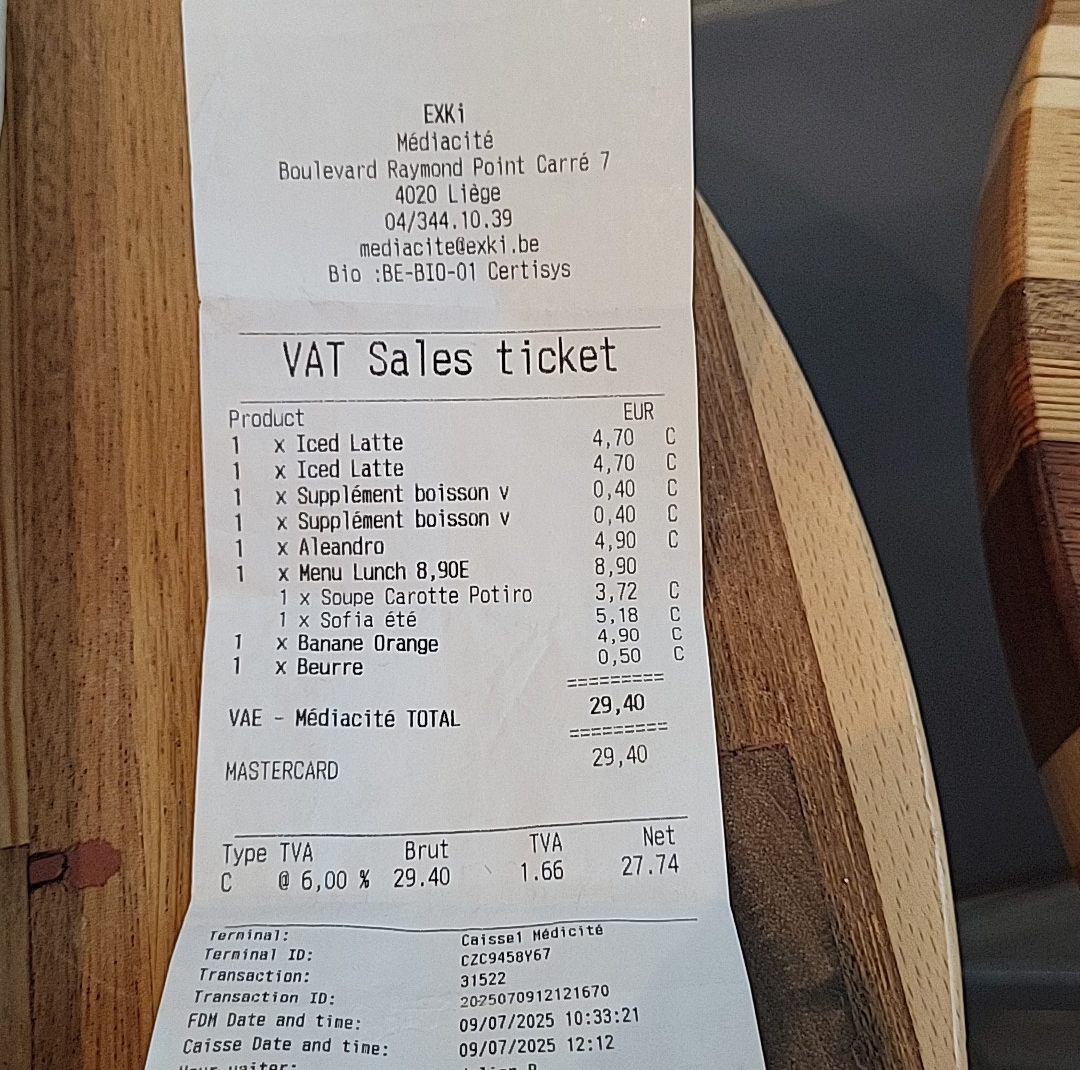 EXKi
Médiacité
Boulevard Raymond Point Carré 7
4020 Liège
04/344.10.39
mediacite@exki.be
Bio :BE-BIO-01 Certisys
VAT Sales ticket
Product EUR
1 x Iced Latte 4,70 C
1 x Iced Latte 4,70 C
1 x Supplément boisson v 0,40 C
1 x Supplément boisson v 0,40 C
1 x Aleandro 4,90 C
1 x Menu Lunch 8,90E 8,90
1 x Soupe Carotte Potiro 3,72 C
1 x Sofia été 5,18 C
1 x Banane Orange 4,90 C
1 x Beurre 0,50 C
=========
VAE - Médiacité TOTAL 29,40
=========
MASTERCARD 29,40
Type TVA Brut TVA Net
C @ 6,00 % 29.40 1.66 27.74
Terminal: Caisse1 Médicité
Terminal ID: CZC9458Y67
Transaction: 31522
Transaction ID: 2025070912121670
FDM Date and time: 09/07/2025 10:33:21
Caisse Date and time: 09/07/2025 12:12